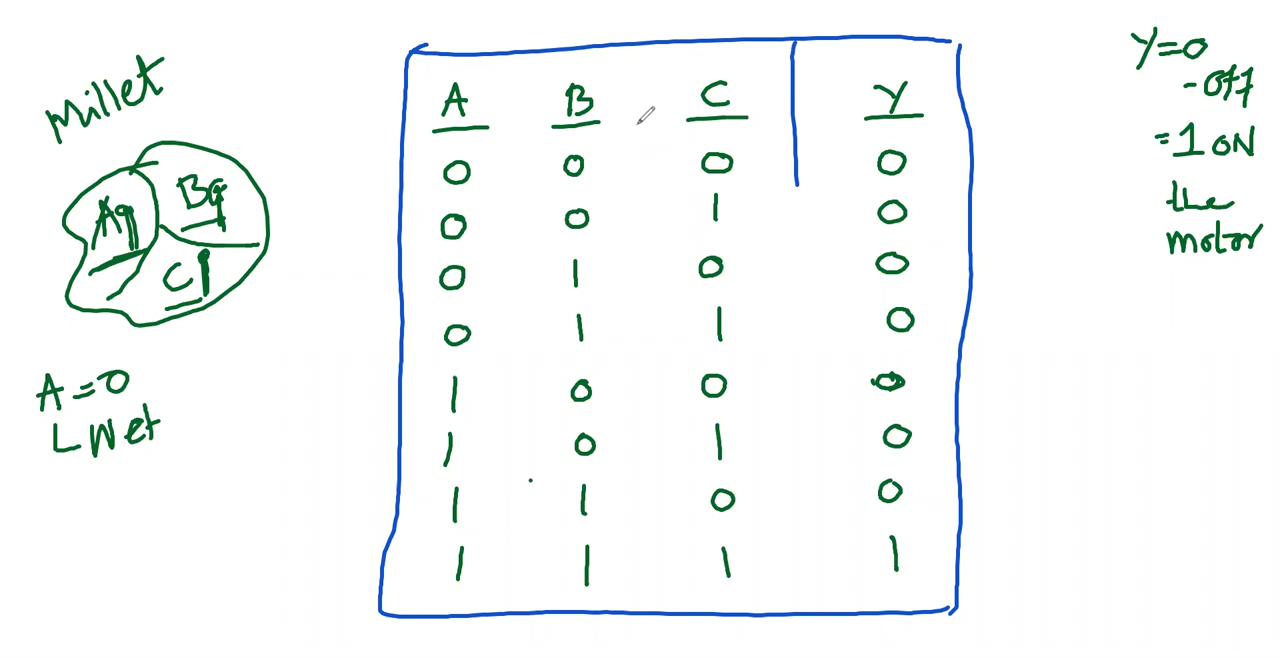 Millet
Aq
Bq
C1
A=0
L Wet
A B C Y
0 0 0 0
0 0 1 0
0 1 0 0
0 1 1 0
1 0 0 0
1 0 1 0
1 1 0 0
1 1 1 1
Y=0
-Off
=1 ON
the
motor